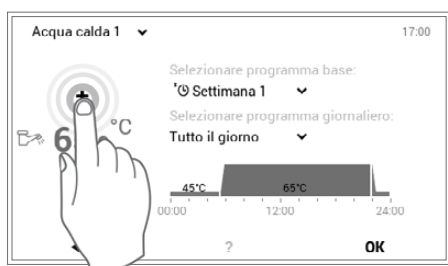 Acqua calda 1
17:00
Selezionare programma base:
Settimana 1
Selezionare programma giornaliero:
Tutto il giorno
+
6 °C
45°C 65°C
00:00 12:00 24:00
? OK